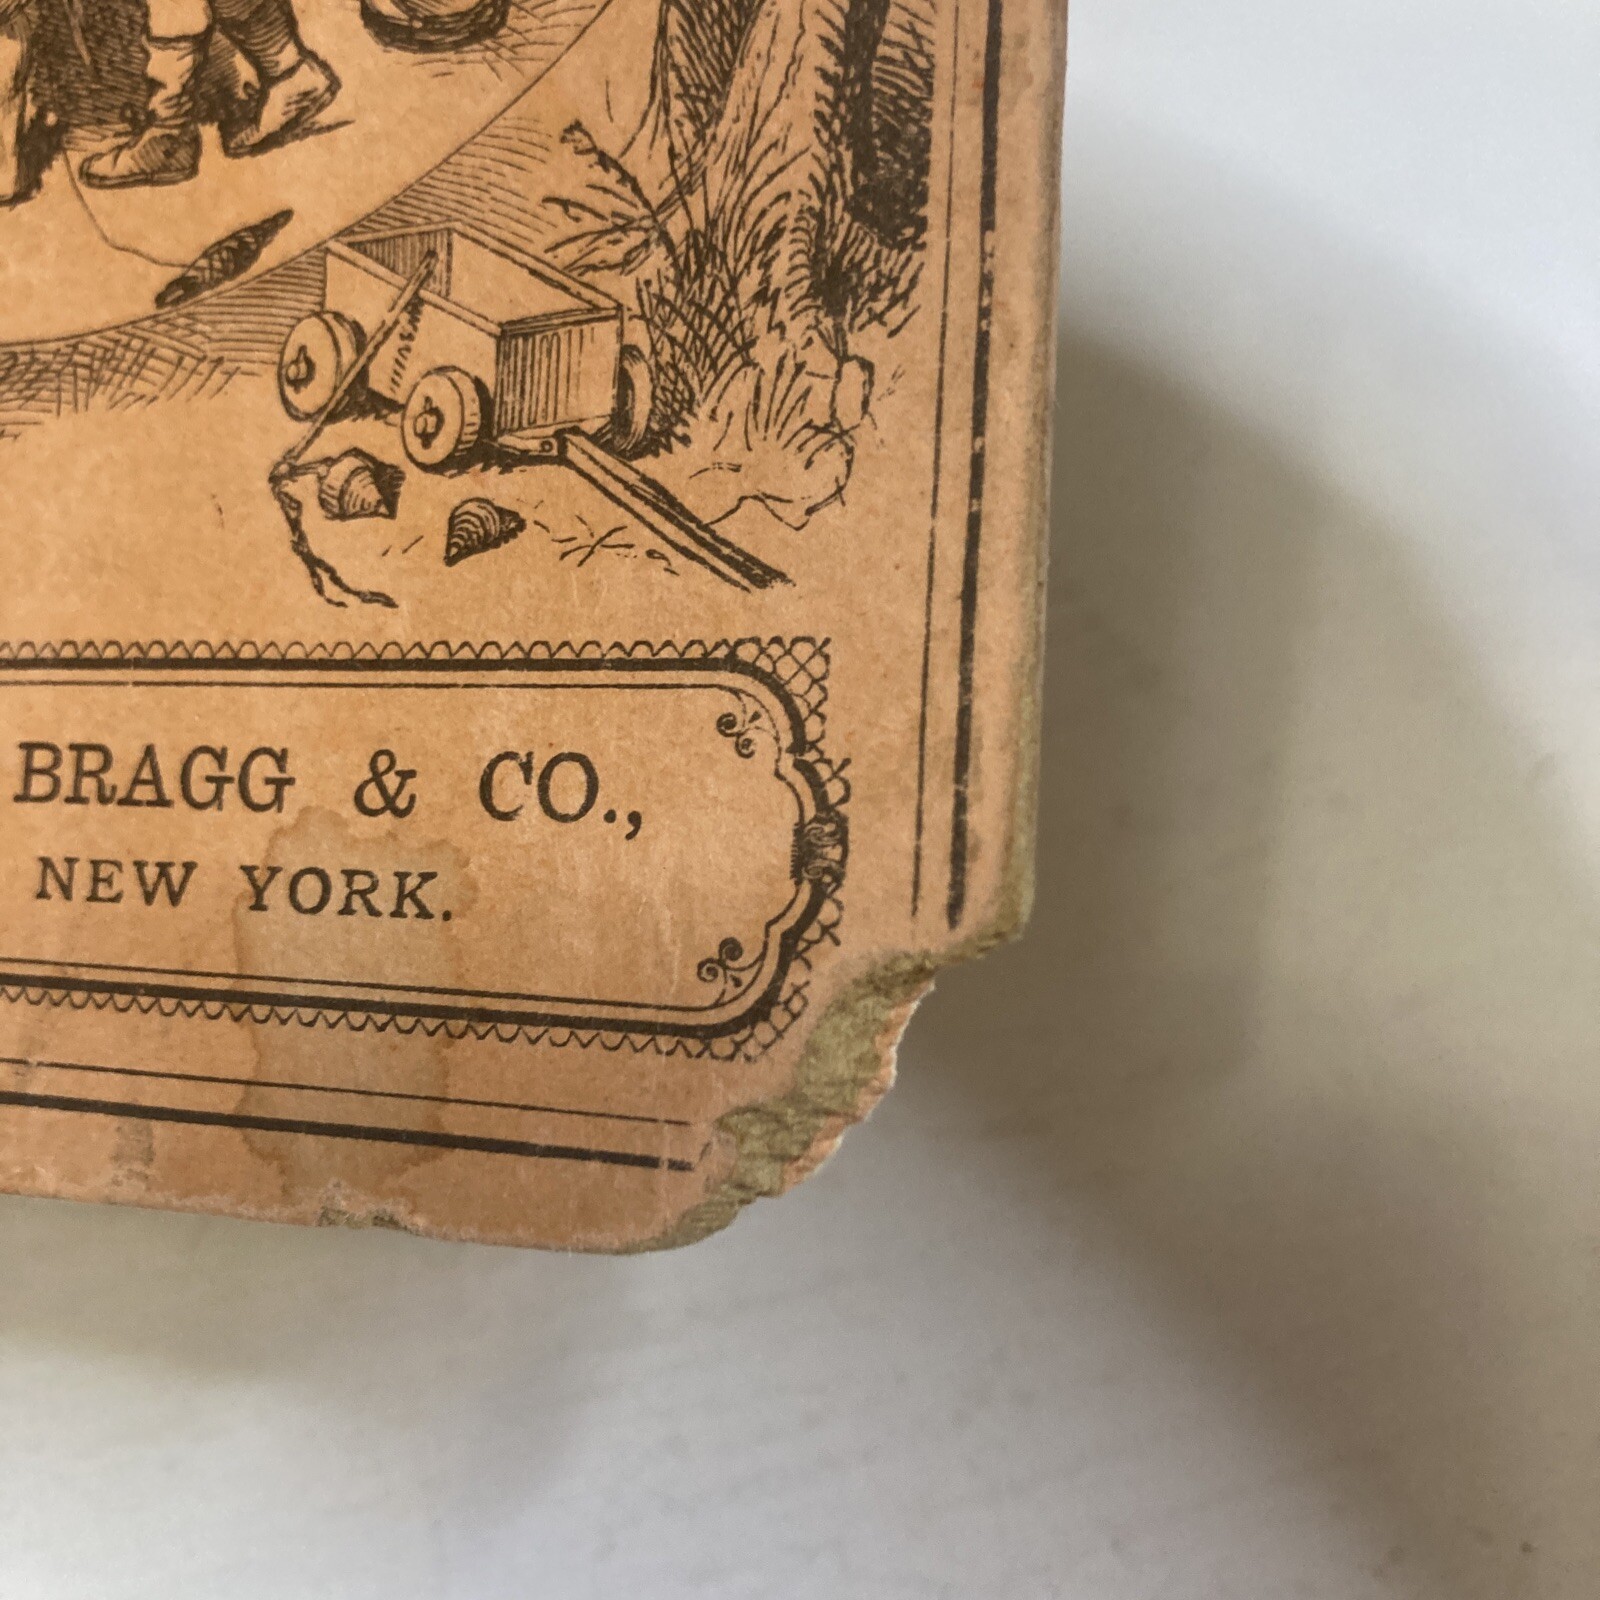 BRAGG & CO.,
NEW YORK.